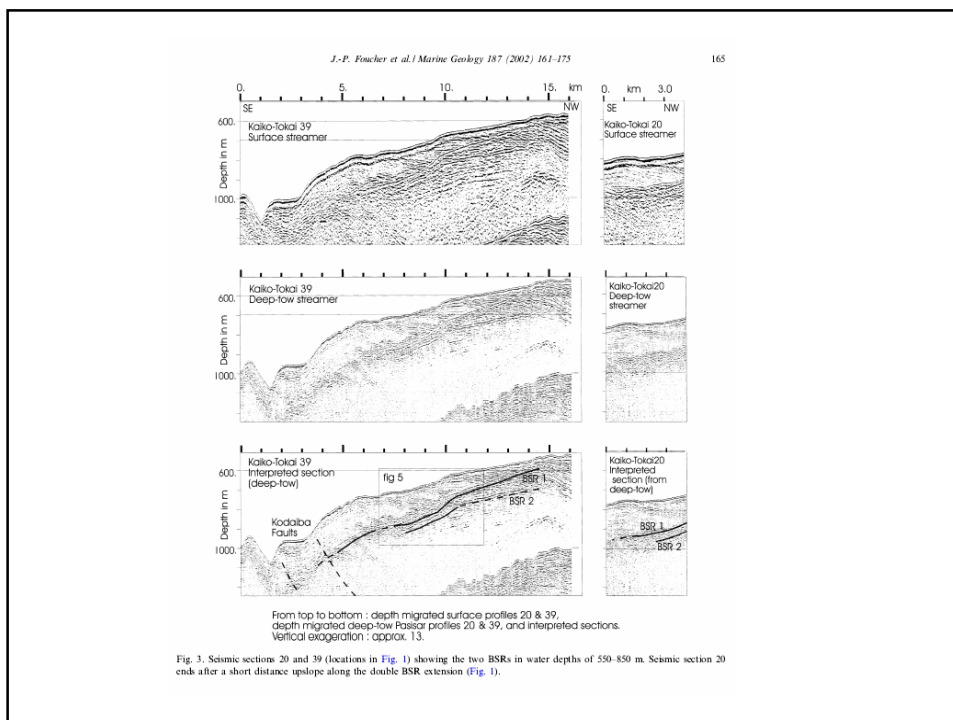 J.-P. Foucher et al. / Marine Geology 187 (2002) 161–175
165
0. 5. 10. 15. km
SE NW
Kaiko-Tokai 39
Surface streamer
600.
Depth in m
1000.
0. km 3.0
SE NW
Kaiko-Tokai 20
Surface streamer
Kaiko-Tokai 39
Deep-tow streamer
600.
Depth in m
1000.
Kaiko-Tokai20
Deep-tow
streamer
Kaiko-Tokai 39
Interpreted section
(deep-tow)
600.
Depth in m
1000.
fig 5
BSR 1
BSR 2
Kodaiba
Faults
Kaiko-Tokai20
Interpreted
section (from
deep-tow)
BSR 1
BSR 2
From top to bottom : depth migrated surface profiles 20 & 39,
depth migrated deep-tow Pasisar profiles 20 & 39, and interpreted sections.
Vertical exageration : approx. 13.
Fig. 3. Seismic sections 20 and 39 (locations in Fig. 1) showing the two BSRs in water depths of 550–850 m. Seismic section 20
ends after a short distance upslope along the double BSR extension (Fig. 1).